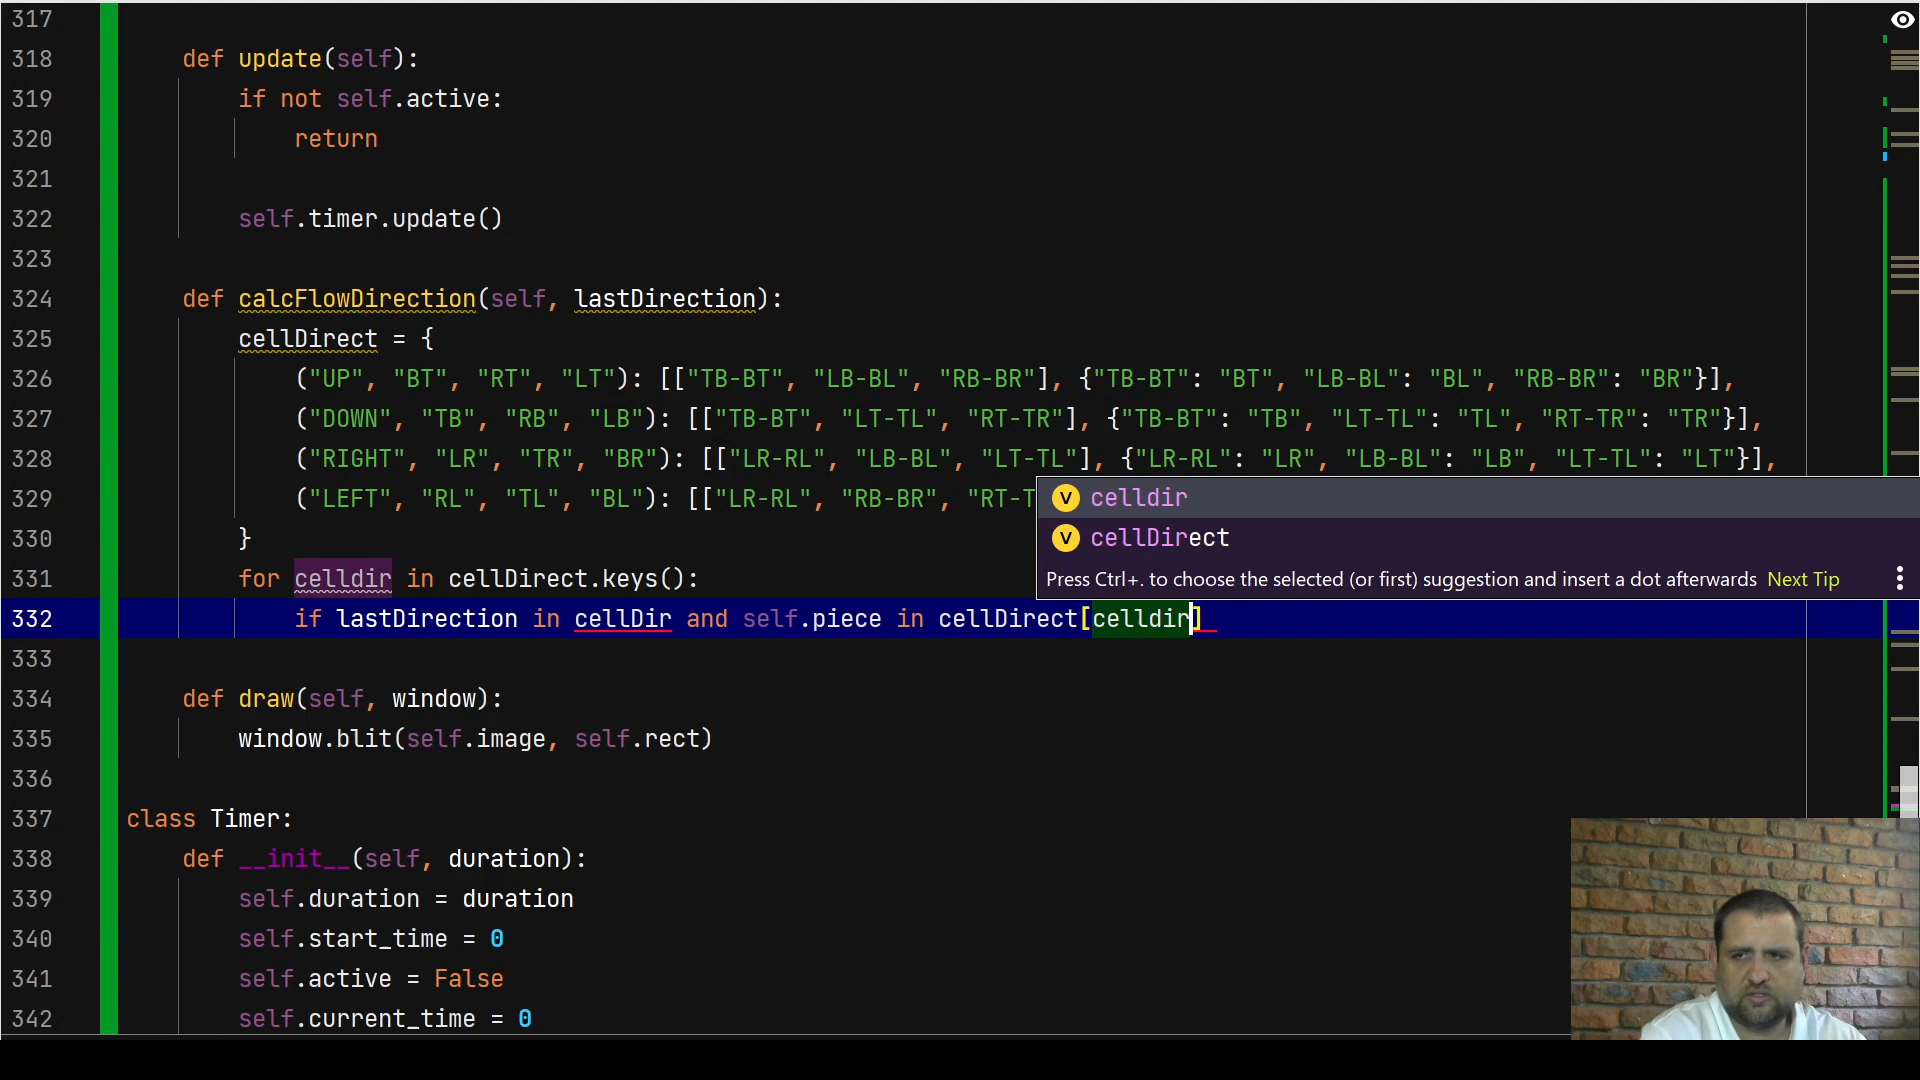 317
318 def update(self):
319 if not self.active:
320 return
321
322 self.timer.update()
323
324 def calcFlowDirection(self, lastDirection):
325 cellDirect = {
326 ("UP", "BT", "RT", "LT"): [["TB-BT", "LB-BL", "RB-BR"], {"TB-BT": "BT", "LB-BL": "BL", "RB-BR": "BR"}],
327 ("DOWN", "TB", "RB", "LB"): [["TB-BT", "LT-TL", "RT-TR"], {"TB-BT": "TB", "LT-TL": "TL", "RT-TR": "TR"}],
328 ("RIGHT", "LR", "TR", "BR"): [["LR-RL", "LB-BL", "LT-TL"], {"LR-RL": "LR", "LB-BL": "LB", "LT-TL": "LT"}],
329 ("LEFT", "RL", "TL", "BL"): [["LR-RL", "RB-BR", "RT-T
celldir
cellDirect
Press Ctrl+. to choose the selected (or first) suggestion and insert a dot afterwards Next Tip
330 }
331 for celldir in cellDirect.keys():
332 if lastDirection in cellDir and self.piece in cellDirect[celldir]
333
334 def draw(self, window):
335 window.blit(self.image, self.rect)
336
337 class Timer:
338 def __init__(self, duration):
339 self.duration = duration
340 self.start_time = 0
341 self.active = False
342 self.current_time = 0